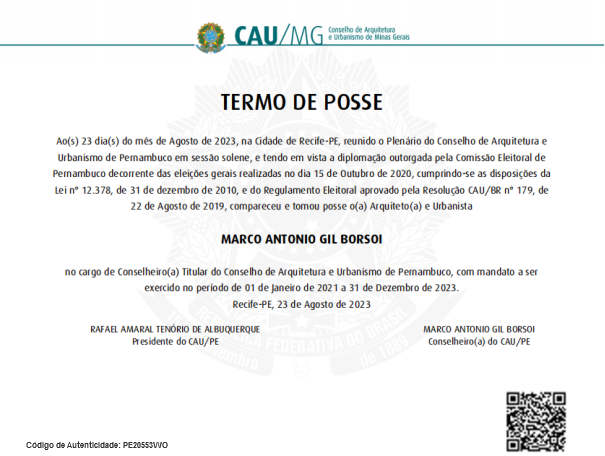 CAU/MG Conselho de Arquitetura
e Urbanismo de Minas Gerais
TERMO DE POSSE
Ao(s) 23 dia(s) do mês de Agosto de 2023, na Cidade de Recife-PE, reunido o Plenário do Conselho de Arquitetura e
Urbanismo de Pernambuco em sessão solene, e tendo em vista a diplomação outorgada pela Comissão Eleitoral de
Pernambuco decorrente das eleições gerais realizadas no dia 15 de Outubro de 2020, cumprindo-se as disposições da
Lei n° 12.378, de 31 de dezembro de 2010, e do Regulamento Eleitoral aprovado pela Resolução CAU/BR n° 179, de
22 de Agosto de 2019, compareceu e tomou posse o(a) Arquiteto(a) e Urbanista
MARCO ANTONIO GIL BORSOI
no cargo de Conselheiro(a) Titular do Conselho de Arquitetura e Urbanismo de Pernambuco, com mandato a ser
exercido no período de 01 de Janeiro de 2021 a 31 de Dezembro de 2023.
Recife-PE, 23 de Agosto de 2023
RAFAEL AMARAL TENÓRIO DE ALBUQUERQUE
Presidente do CAU/PE
MARCO ANTONIO GIL BORSOI
Conselheiro(a) do CAU/PE
REPÚBLICA FEDERATIVA DO BRASIL
de 1889
Código de Autenticidade: PE20553VVO